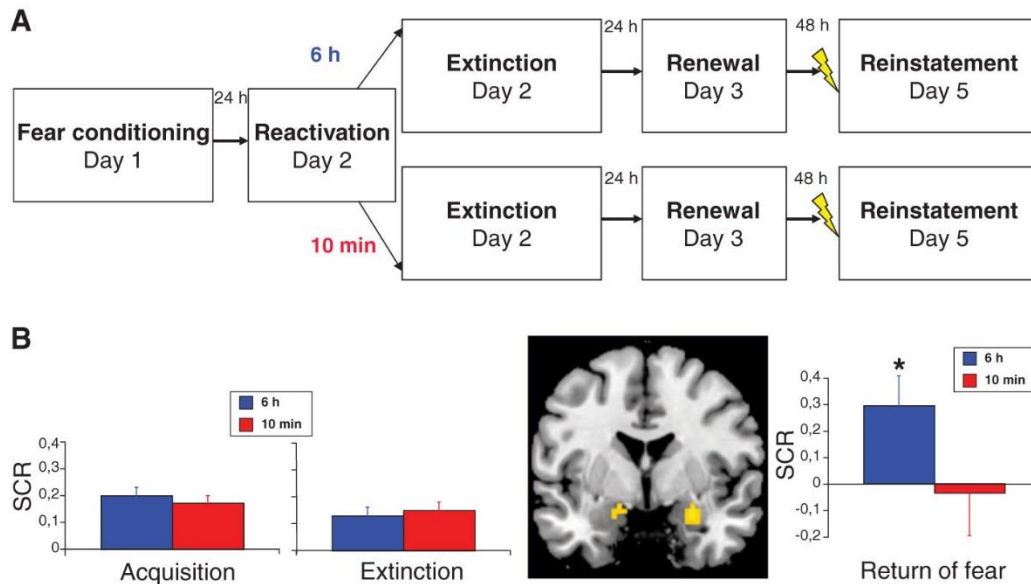 A
6 h
24 h
48 h
Extinction
Day 2
Renewal
Day 3
Reinstatement
Day 5
24 h
Fear conditioning
Day 1
Reactivation
Day 2
24 h
48 h
10 min
Extinction
Day 2
Renewal
Day 3
Reinstatement
Day 5
B
6 h
10 min
SCR
0,4
0,3
0,2
0,1
0
Acquisition
Extinction
6 h
10 min
*
SCR
0,4
0,3
0,2
0,1
0
-0,1
-0,2
Return of fear